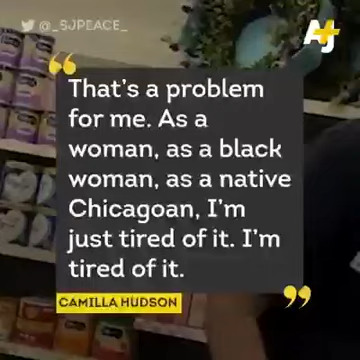 @_SJPEACE_
AJ+
“
That's a problem
for me. As a
woman, as a black
woman, as a native
Chicagoan, I'm
just tired of it. I'm
tired of it.
CAMILLA HUDSON
”